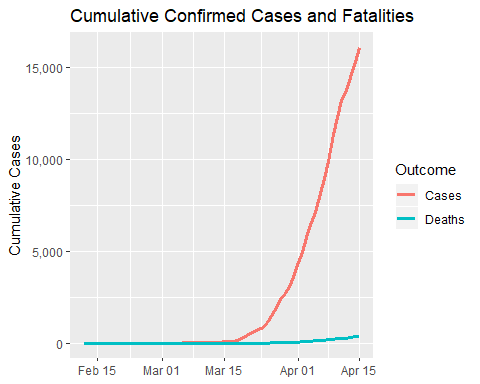 Cumulative Confirmed Cases and Fatalities
Cumulative Cases
15,000
10,000
5,000
0
Feb 15 Mar 01 Mar 15 Apr 01 Apr 15
Outcome
Cases
Deaths